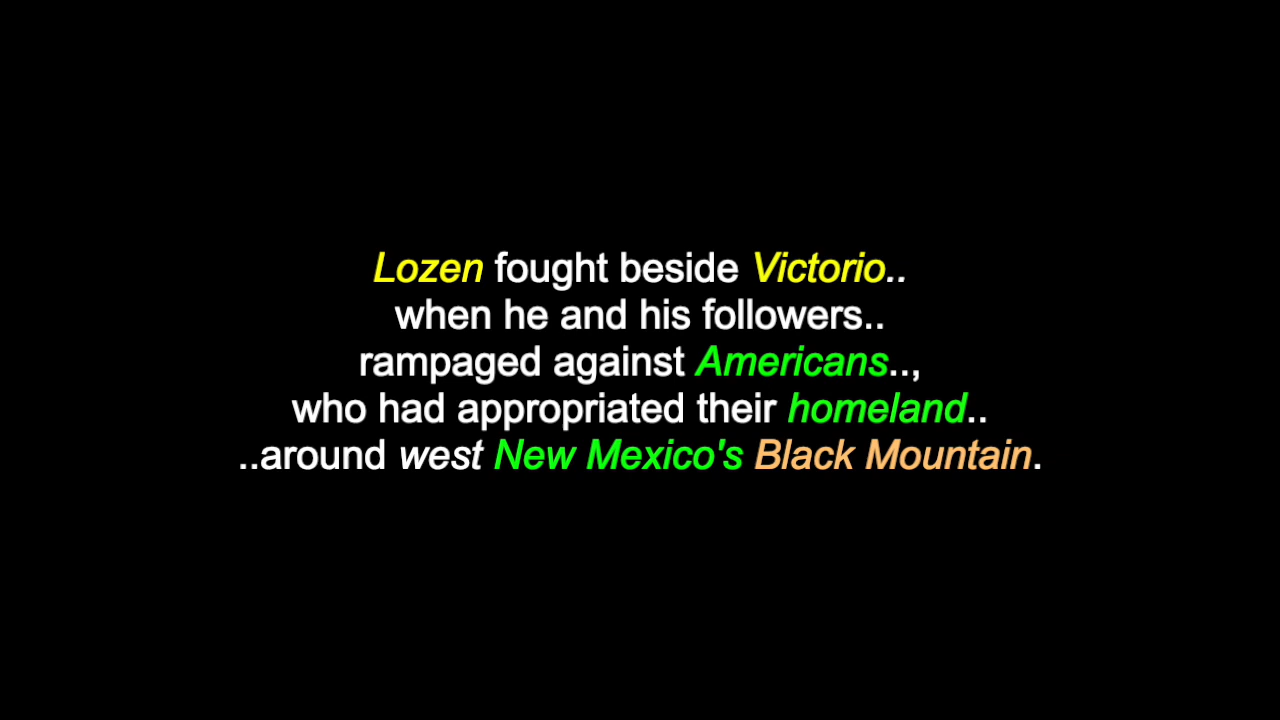 Lozen fought beside Victorio..
when he and his followers..
rampaged against Americans..,
who had appropriated their homeland..
..around west New Mexico's Black Mountain.